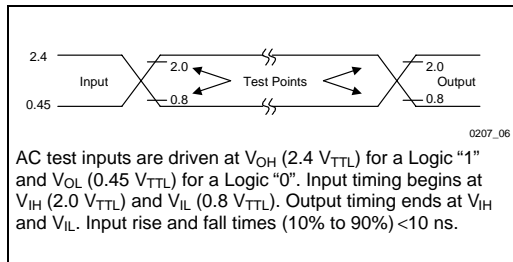 2.4
2.0
2.0
Input
Test Points
Output
0.8
0.8
0.45
0207_06
AC test inputs are driven at VOH (2.4 VTTL) for a Logic “1”
and VOL (0.45 VTTL) for a Logic “0”. Input timing begins at
VIH (2.0 VTTL) and VIL (0.8 VTTL). Output timing ends at VIH
and VIL. Input rise and fall times (10% to 90%) <10 ns.